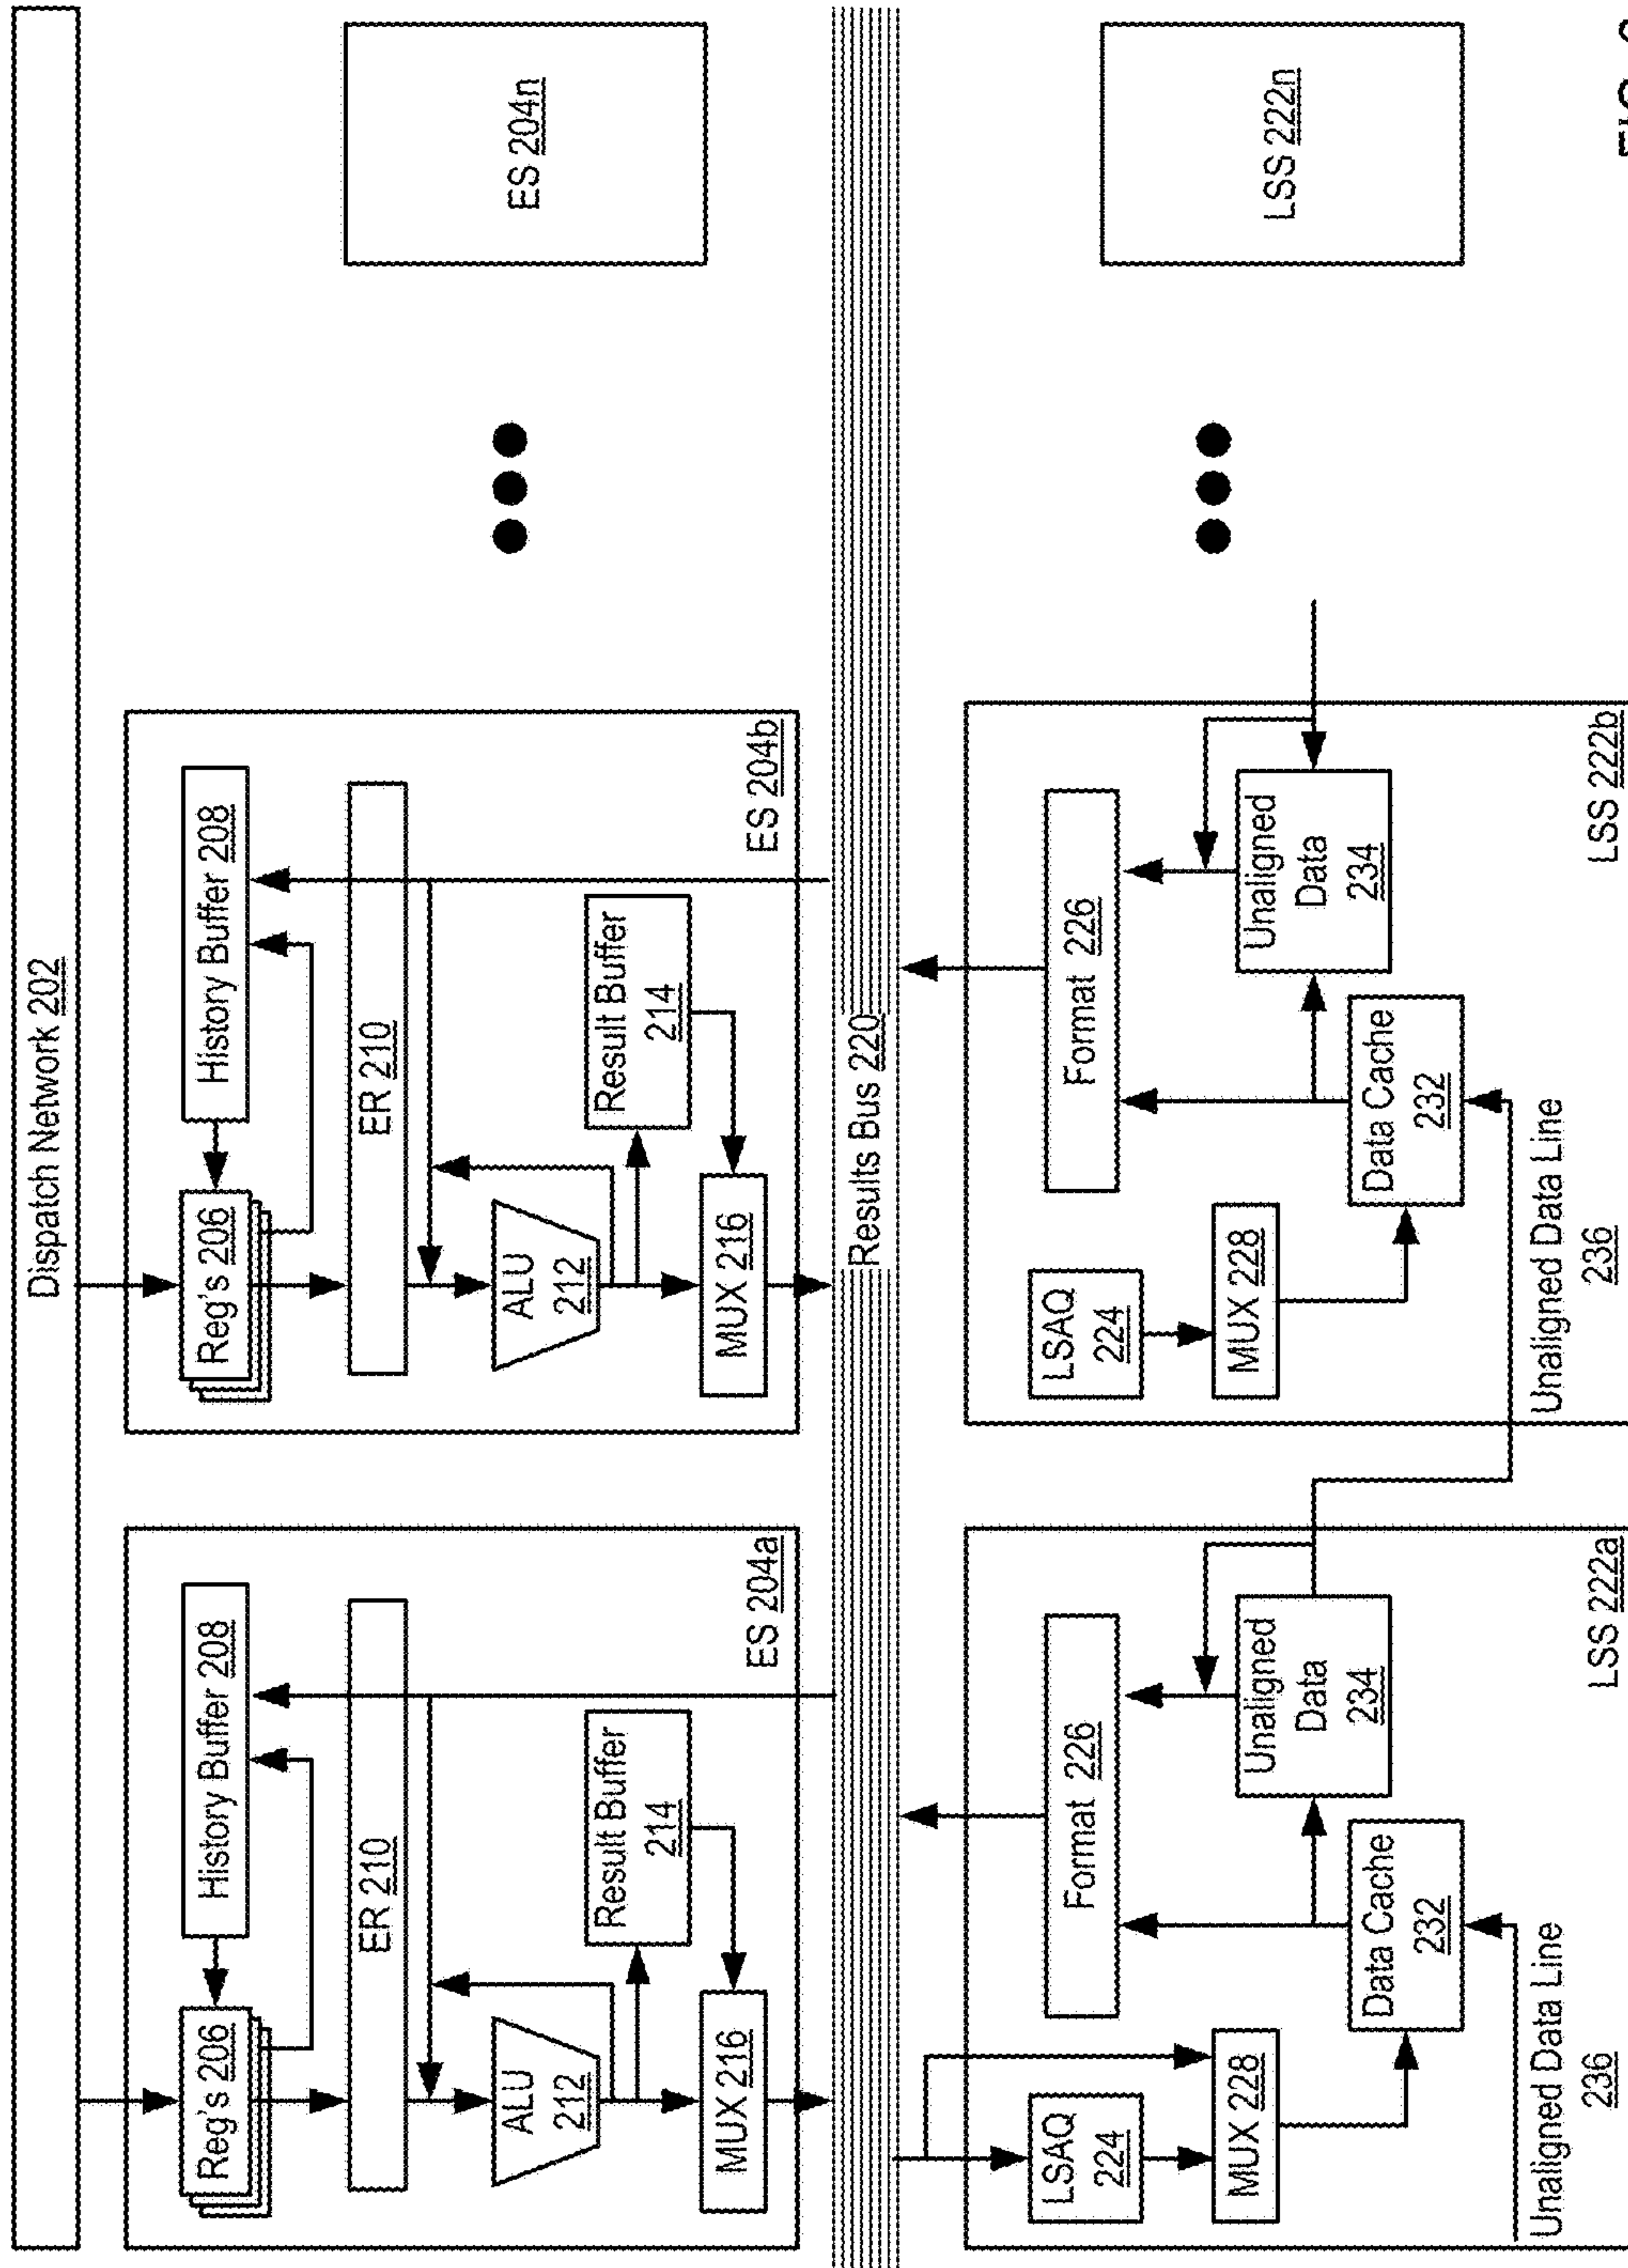 Dispatch Network 202
Reg's 206
History Buffer 208
ER 210
ALU
212
Result Buffer
214
MUX 216
ES 204a
Reg's 206
History Buffer 208
ER 210
ALU
212
Result Buffer
214
MUX 216
ES 204b
ES 204n
Results Bus 220
LSAQ
224
MUX 228
Format 226
Data Cache
232
Unaligned
Data
234
Unaligned Data Line
236
LSS 222a
LSAQ
224
MUX 228
Format 226
Data Cache
232
Unaligned
Data
234
Unaligned Data Line
236
LSS 222b
LSS 222n